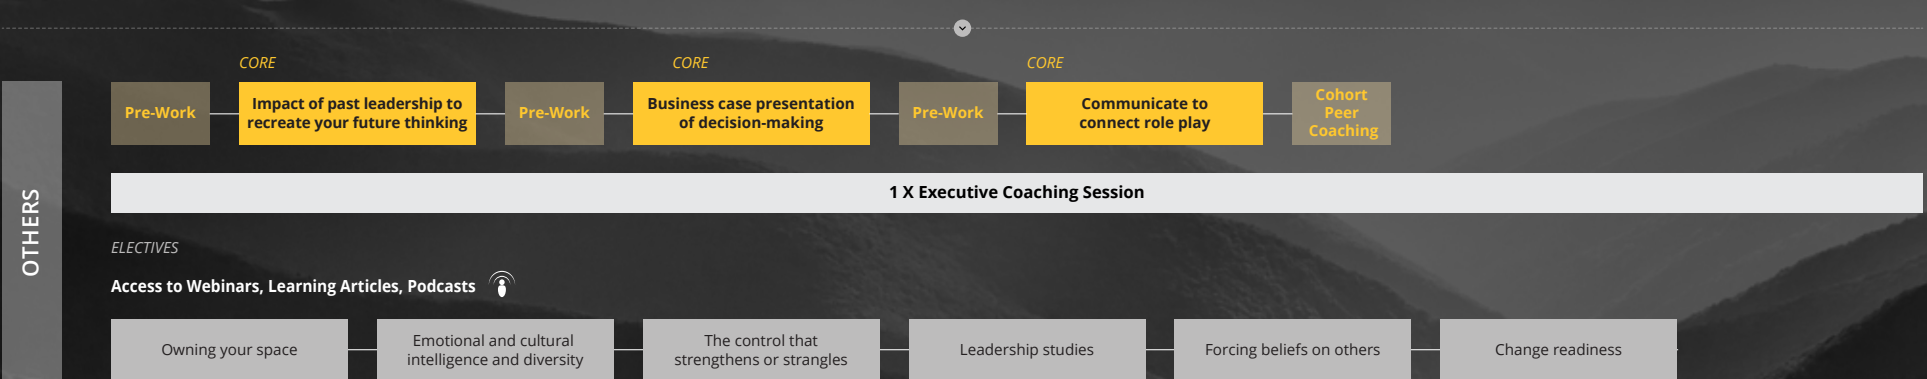 CORE
CORE
CORE
Pre-Work
Impact of past leadership to
recreate your future thinking
Pre-Work
Business case presentation
of decision-making
Pre-Work
Communicate to
connect role play
Cohort
Peer
Coaching
1 X Executive Coaching Session
OTHERS
ELECTIVES
Access to Webinars, Learning Articles, Podcasts
Owning your space
Emotional and cultural
intelligence and diversity
The control that
strengthens or strangles
Leadership studies
Forcing beliefs on others
Change readiness